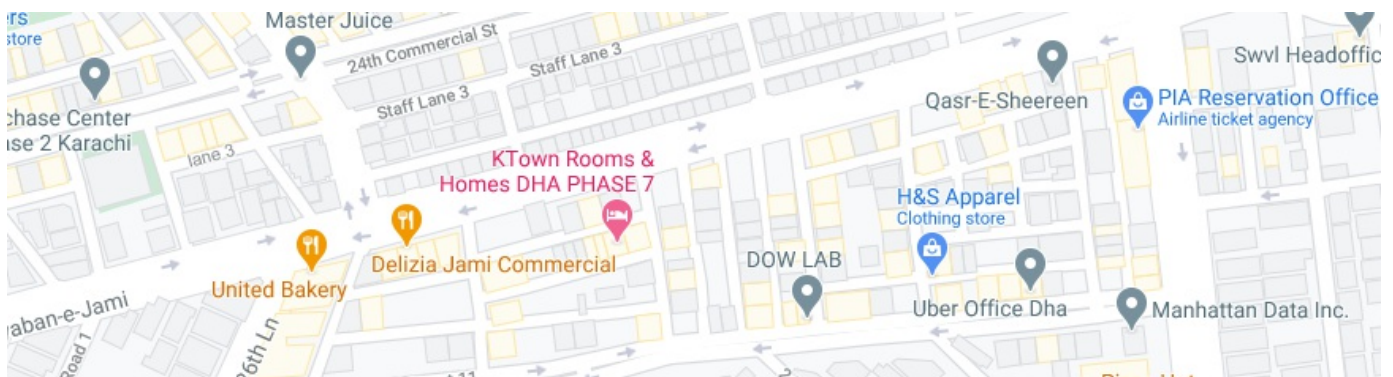 ers
store
Master Juice
24th Commercial St
Staff Lane 3
Staff Lane 3
Swvl Headoffic
Qasr-E-Sheereen
PIA Reservation Office
Airline ticket agency
chase Center
ase 2 Karachi
lane 3
KTown Rooms &
Homes DHA PHASE 7
H&S Apparel
Clothing store
Delizia Jami Commercial
DOW LAB
United Bakery
Uber Office Dha
Manhattan Data Inc.
yaban-e-Jami
Road 1
26th Ln